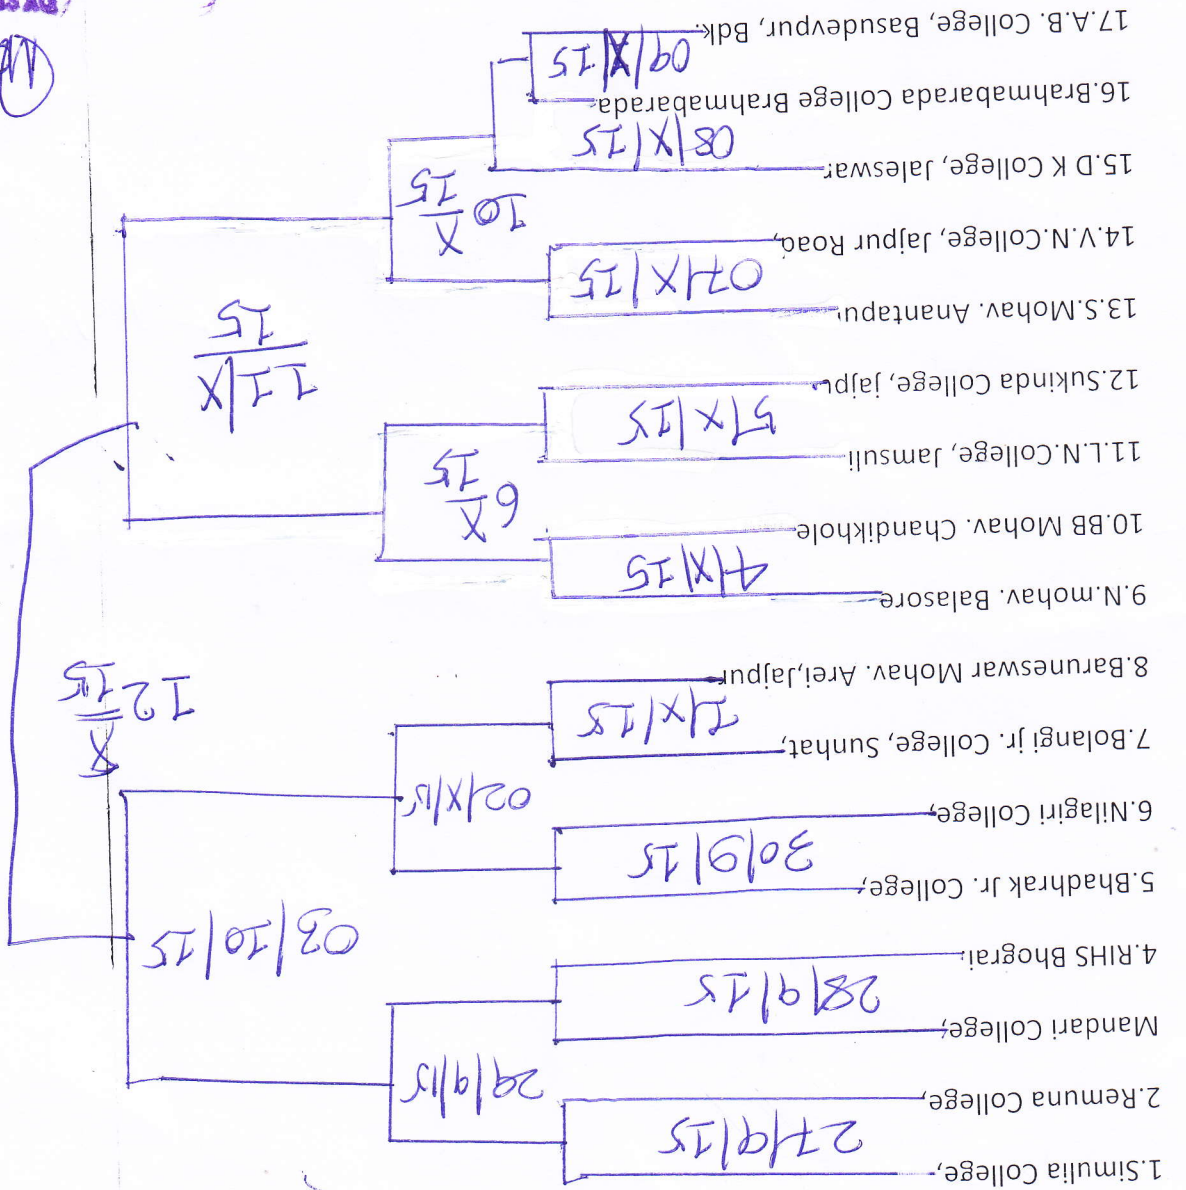 1.Simulia College,
27/9/15
2.Remuna College,
29/9/15
Mandari College,
28/9/15
4.RIHS Bhograi
03/10/15
5.Bhadhrak Jr. College,
30/9/15
6.Nilagiri College,
02/X/15
7.Bolangi jr. College, Sunhat,
1/X/15
8.Baruneswar Mohav. Arei,Jajpur
12 X 15
9.N.mohav. Balasore
4/X/15
10.BB Mohav. Chandikhole
6 X 15
11.L.N.College, Jamsuli
5/X/15
12.Sukinda College, jajpu
11/X 15
13.S.Mohav. Anantapu
07/X/15
14.V.N.College, Jajpur Road,
10 X 15
15.D K College, Jaleswar
08/X/15
16.Brahmabarada College Brahmabarada
09/X/15
17.A.B. College, Basudevpur, Bdk.